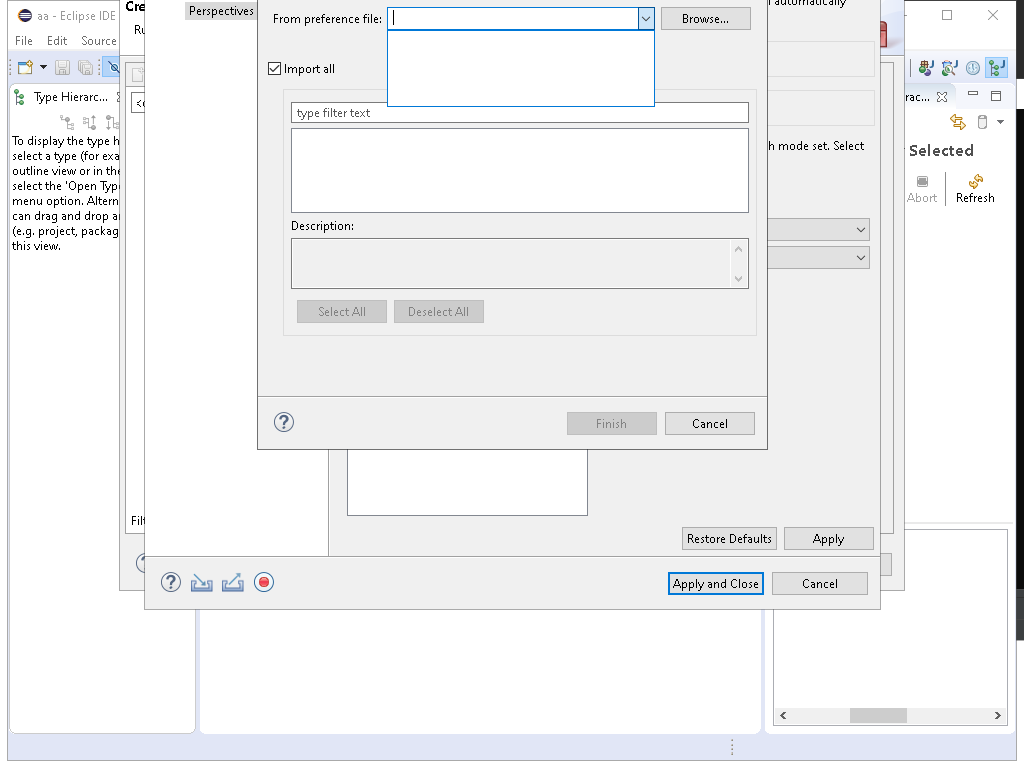 aa - Eclipse IDE
Cre
Perspectives
From preference file:
Browse...
automatically
Ru
File
Edit
Source
Import all
Type Hierarc...
rac...
<c
type filter text
To display the type h
select a type (for exa
outline view or in the
select the 'Open Type
menu option. Altern
can drag and drop a
(e.g. project, packag
this view.
h mode set. Select
Selected
Abort
Refresh
Description:
Select All
Deselect All
Finish
Cancel
Filt
Restore Defaults
Apply
Apply and Close
Cancel